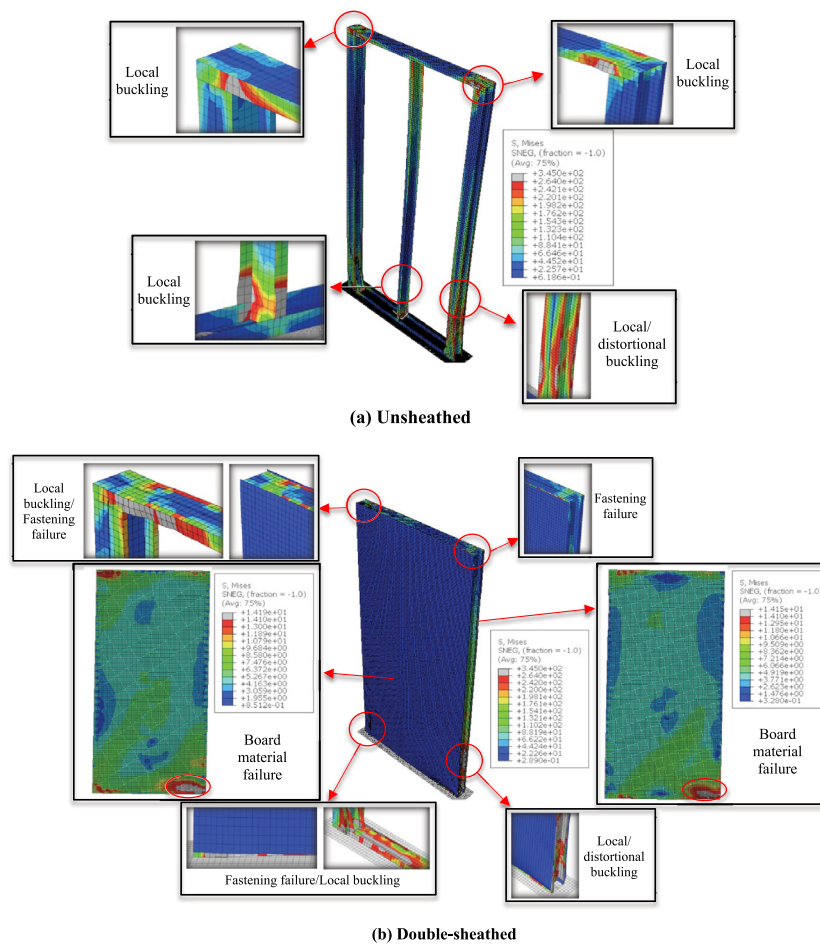 Local
buckling
Local
buckling
S, Mises
SNEG, (fraction = -1.0)
(Avg: 75%)
+3.450e+02
+2.640e+02
+2.421e+02
+2.201e+02
+1.982e+02
+1.762e+02
+1.543e+02
+1.323e+02
+1.104e+02
+8.841e+01
+6.646e+01
+4.452e+01
+2.257e+01
+6.186e-01
Local
buckling
Local/
distortional
buckling
(a) Unsheathed
Local
buckling/
Fastening
failure
Fastening
failure
S, Mises
SNEG, (fraction = -1.0)
(Avg: 75%)
+1.419e+01
+1.410e+01
+1.300e+01
+1.189e+01
+1.079e+01
+9.684e+00
+8.580e+00
+7.476e+00
+6.372e+00
+5.267e+00
+4.163e+00
+3.059e+00
+1.955e+00
+8.512e-01
Board
material
failure
S, Mises
SNEG, (fraction = -1.0)
(Avg: 75%)
+3.450e+02
+2.640e+02
+2.420e+02
+2.200e+02
+1.981e+02
+1.761e+02
+1.541e+02
+1.321e+02
+1.102e+02
+8.819e+01
+6.622e+01
+4.424e+01
+2.226e+01
+2.890e-01
S, Mises
SNEG, (fraction = -1.0)
(Avg: 75%)
+1.415e+01
+1.410e+01
+1.295e+01
+1.180e+01
+1.066e+01
+9.509e+00
+8.362e+00
+7.214e+00
+6.066e+00
+4.919e+00
+3.771e+00
+2.623e+00
+1.476e+00
+3.280e-01
Board
material
failure
Fastening failure/Local buckling
Local/
distortional
buckling
(b) Double-sheathed